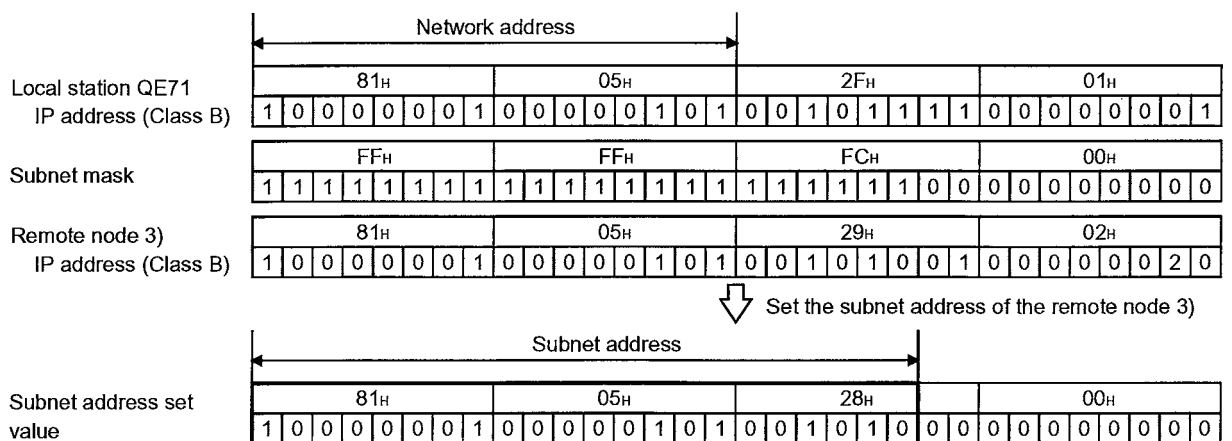 Network address
Local station QE71
IP address (Class B)
81H 05H 2FH 01H
1 0 0 0 0 0 0 1 0 0 0 0 0 1 0 1 0 0 1 0 1 1 1 1 0 0 0 0 0 0 0 1
Subnet mask
FFH FFH FCH 00H
1 1 1 1 1 1 1 1 1 1 1 1 1 1 1 1 1 1 1 1 1 1 0 0 0 0 0 0 0 0 0 0
Remote node 3)
IP address (Class B)
81H 05H 29H 02H
1 0 0 0 0 0 0 1 0 0 0 0 0 1 0 1 0 0 1 0 1 0 0 1 0 0 0 0 0 0 2 0
Set the subnet address of the remote node 3)
Subnet address
Subnet address set
value
81H 05H 28H 00H
1 0 0 0 0 0 0 1 0 0 0 0 0 1 0 1 0 0 1 0 1 0 0 0 0 0 0 0 0 0 0 0